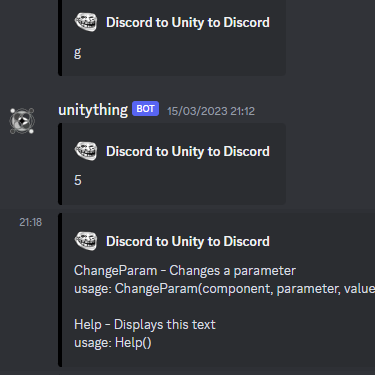 Discord to Unity to Discord
g
unitything BOT 15/03/2023 21:12
Discord to Unity to Discord
5
21:18
Discord to Unity to Discord
ChangeParam - Changes a parameter
usage: ChangeParam(component, parameter, value
Help - Displays this text
usage: Help()